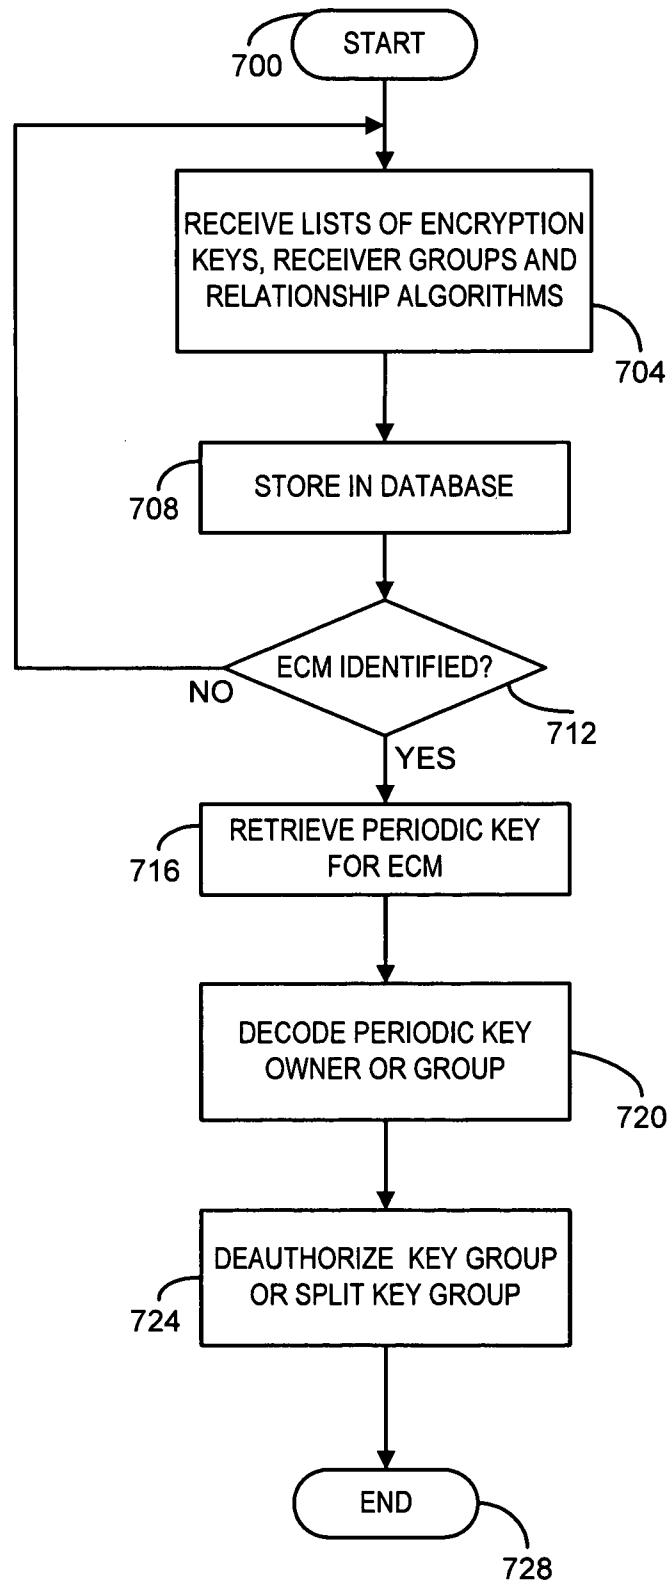 START
700
RECEIVE LISTS OF ENCRYPTION
KEYS, RECEIVER GROUPS AND
RELATIONSHIP ALGORITHMS
704
STORE IN DATABASE
708
ECM IDENTIFIED?
NO
712
YES
RETRIEVE PERIODIC KEY
FOR ECM
716
DECODE PERIODIC KEY
OWNER OR GROUP
720
DEAUTHORIZE KEY GROUP
OR SPLIT KEY GROUP
724
END
728